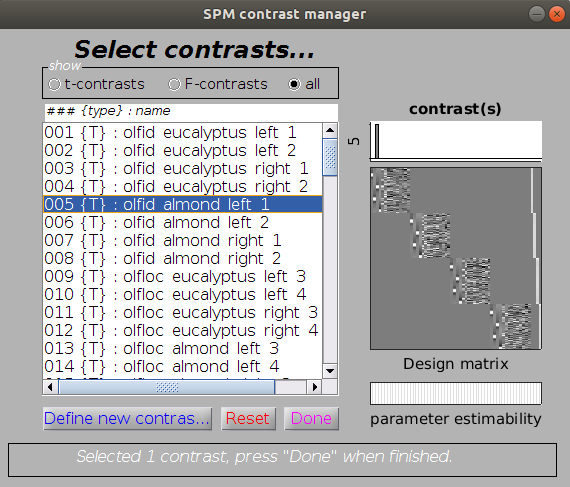 SPM contrast manager
Select contrasts...
show
t-contrasts F-contrasts all
### {type} : name
001 {T} : olfid eucalyptus left 1
002 {T} : olfid eucalyptus left 2
003 {T} : olfid eucalyptus right 1
004 {T} : olfid eucalyptus right 2
005 {T} : olfid almond left 1
006 {T} : olfid almond left 2
007 {T} : olfid almond right 1
008 {T} : olfid almond right 2
009 {T} : olfloc eucalyptus left 3
010 {T} : olfloc eucalyptus left 4
011 {T} : olfloc eucalyptus right 3
012 {T} : olfloc eucalyptus right 4
013 {T} : olfloc almond left 3
014 {T} : olfloc almond left 4
contrast(s)
5
Design matrix
parameter estimability
Define new contras... Reset Done
Selected 1 contrast, press "Done" when finished.